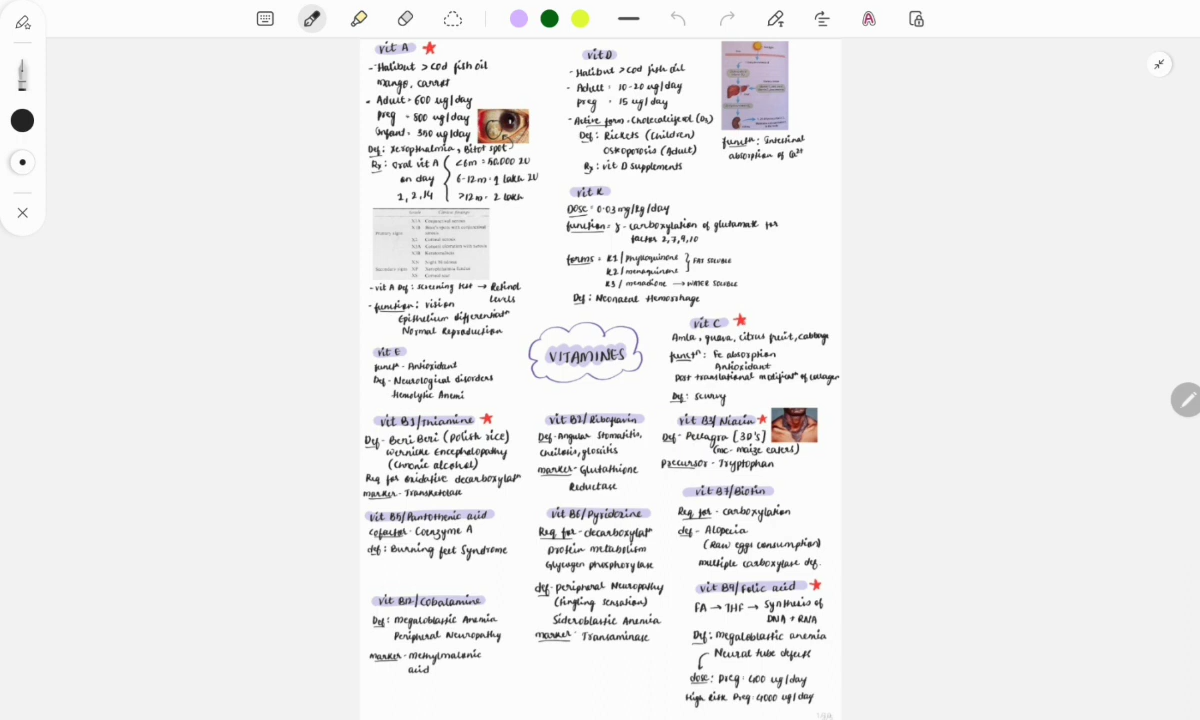 vit A
- Halibut > Cod fish oil
mango, carrot
- Adult = 600 ug/day
Preg = 800 ug/day
Infant = 350 ug/day
Def: Xeropthalmia, Bitot spot
Rx: Oral vit A
on day
1, 2, 14
<6m = 50,000 IU
6-12m = 1 lakh IU
>12m = 2 lakh
- vit A Def: screening test → Retinol
levels
- function: vision
Epithelium differentiatⁿ
Normal Reproduction
vit E
functⁿ - Antioxidant
Def - Neurological disorders
Hemolytic Anemi
vit B1/thiamine
Def - Beri Beri (Polish rice)
Wernicke Encephelopathy
(Chronic alcohol)
Req for oxidative decarboxylatⁿ
marker - Transketolase
vit B5/Pantothenic acid
cofactor - Coenzyme A
def: Burning feet Syndrome
vit B12/Cobalamine
Def: megaloblastic Anemia
Peripheral Neuropathy
marker - methylmalonic
acid
vit D
- Halibut > Cod fish oil
- Adult = 10-20 ug/day
preg = 15 ug/day
- Active form = Cholecalciferol (D3)
Def: Rickets (Children)
Osteoporosis (Adult)
Rx: vit D supplements
functⁿ: Intestinal
absorption of Ca²⁺
vit K
Dose = 0.03 mg/kg/day
function = γ - carboxylation of glutamate for
factor 2,7,9,10
forms = K1/phylloquinone
K2/menaquinone
} FAT SOLUBLE
K3/menadione → WATER SOLUBLE
Def: Neonatal Hemorrhage
VITAMINES
vit C
Amla, guava, citrus fruit, cabbage
functⁿ: Fe absorption
Antioxidant
Post translational modificatⁿ of collagen
Def: scurvy
vit B2/Riboflavin
Def - Angular Stomatitis,
Cheilosis, glositis
marker - Glutathione
Reductase
vit B3/Niacin
Def - Pellagra [3D's]
(mc - maize eaters)
Precursor - Tryptophan
vit B6/Pyridoxine
Req for - decarboxylatⁿ
Protein metabolism
Glycogen phosphorylase
def - Peripheral Neuropathy
(tingling sensation)
Sideroblastic Anemia
marker - Transaminase
vit B7/Biotin
Req for - carboxylation
def - Alopecia
(Raw eggs consumption)
multiple carboxylase def.
vit B9/Folic acid
FA → THF → Synthesis of
DNA + RNA
Def: megaloblastic anemia
Neural tube defect
dose: Preg: 400 ug/day
High Risk Preg: 4000 ug/day